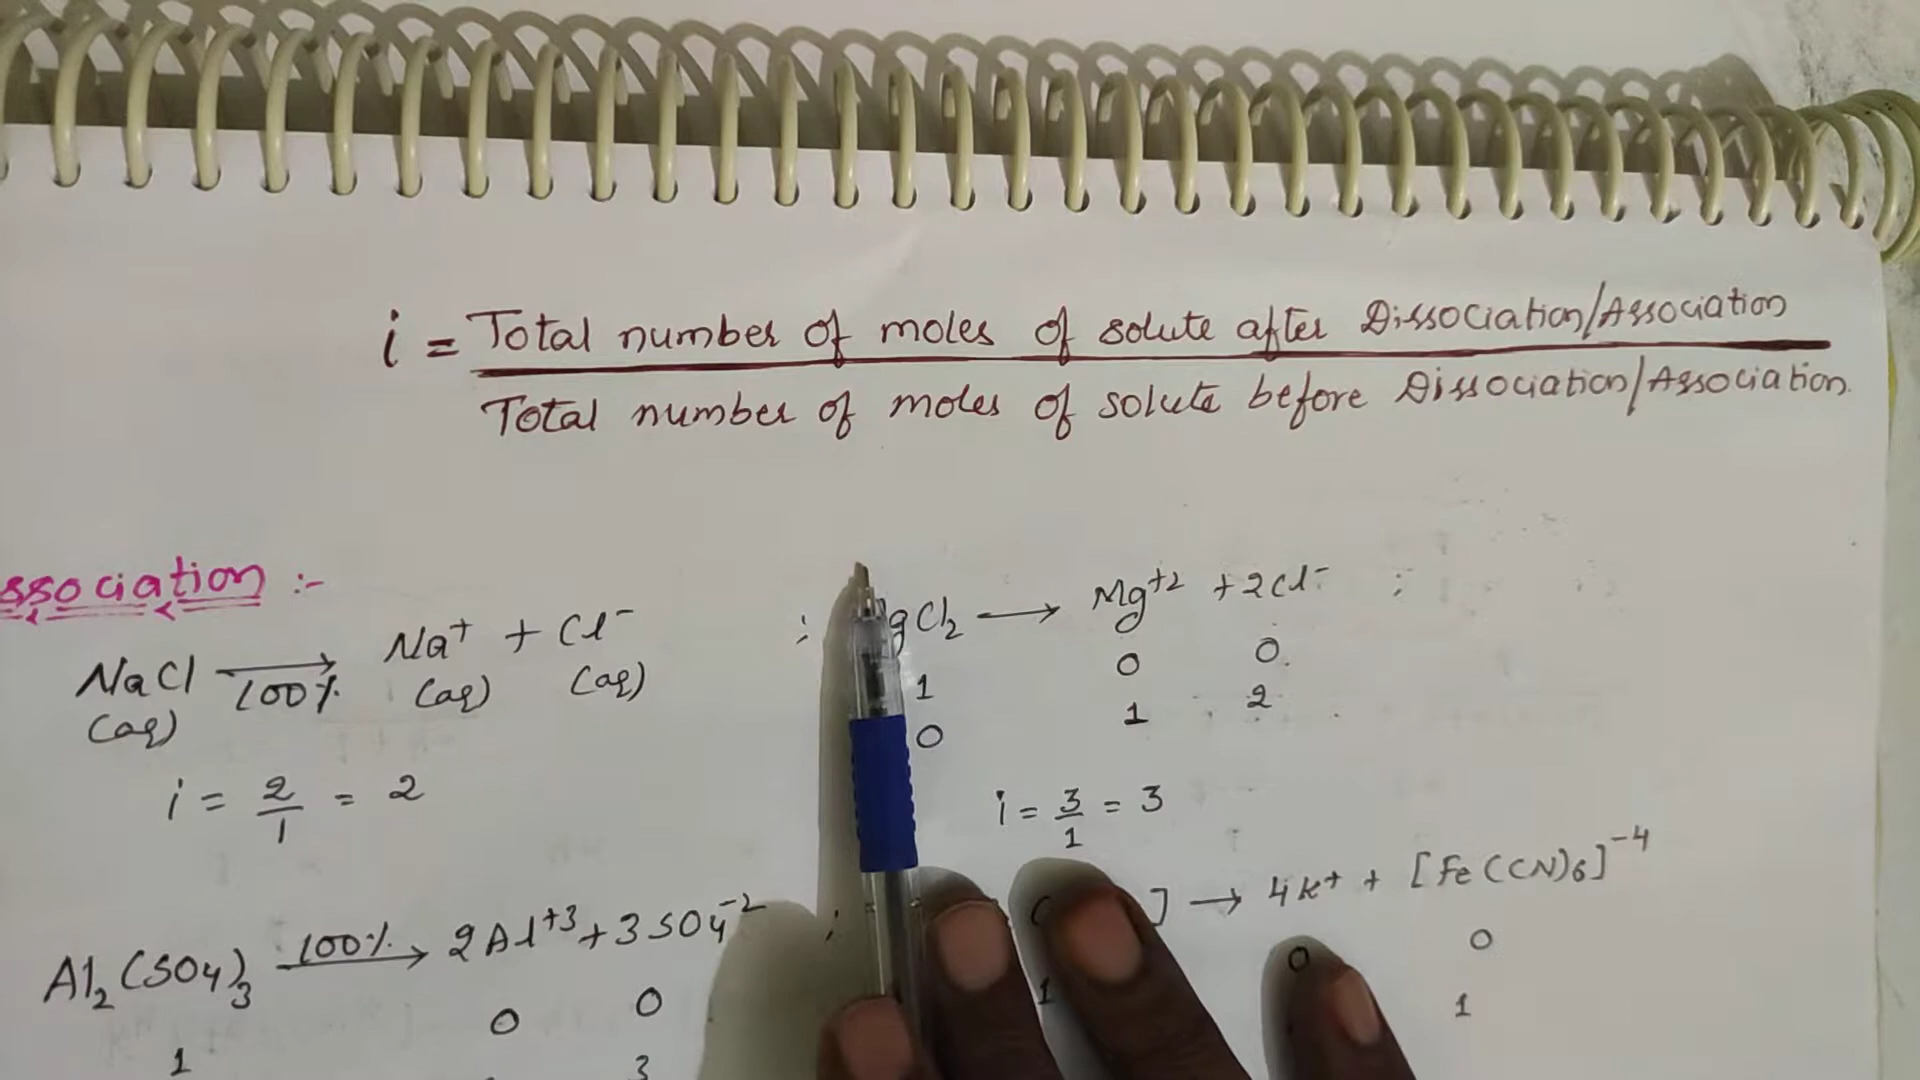 i = Total number of moles of solute after Dissociation/Association
Total number of moles of solute before Dissociation/Association.
ssociation :-
NaCl ⟶ Na⁺ + Cl⁻
100%
(aq) (aq) (aq)
i = 2/1 = 2
; gCl₂ ⟶ Mg⁺² + 2Cl⁻ ;
1 0 0
0 1 2
i = 3/1 = 3
Al₂(SO₄)₃ 100%⟶ 2Al⁺³ + 3SO₄⁻² ;
0 0
1 3
] ⟶ 4K⁺ + [Fe(CN)₆]⁻⁴
0 0
1 1